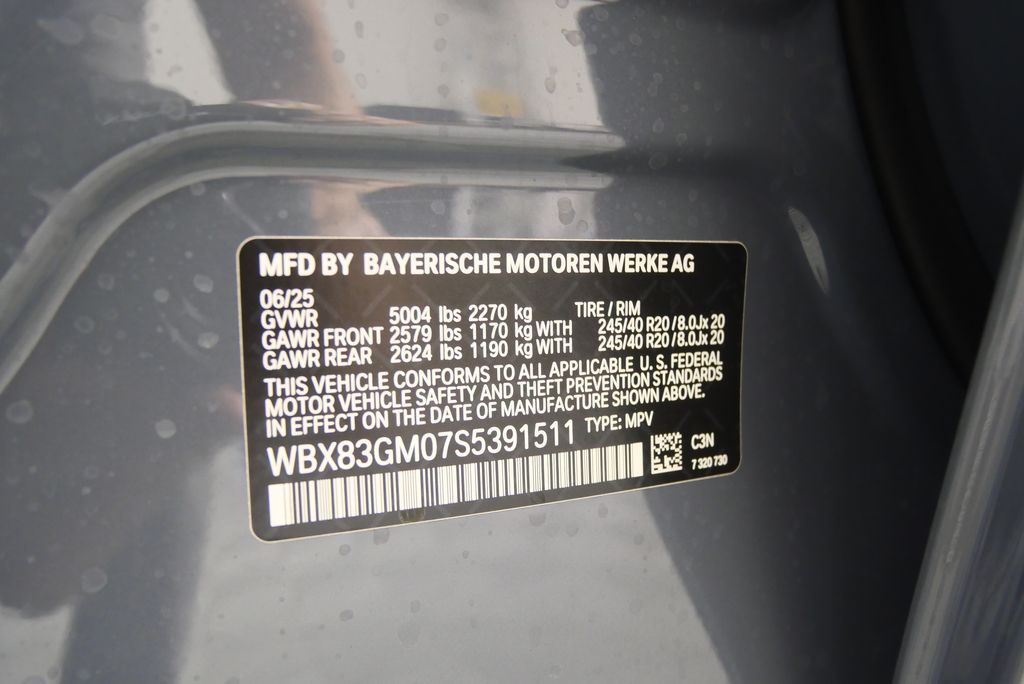 MFD BY BAYERISCHE MOTOREN WERKE AG
06/25
GVWR 5004 lbs 2270 kg TIRE / RIM
GAWR FRONT 2579 lbs 1170 kg WITH 245/40 R20 / 8.0Jx 20
GAWR REAR 2624 lbs 1190 kg WITH 245/40 R20 / 8.0Jx 20
THIS VEHICLE CONFORMS TO ALL APPLICABLE U. S. FEDERAL
MOTOR VEHICLE SAFETY AND THEFT PREVENTION STANDARDS
IN EFFECT ON THE DATE OF MANUFACTURE SHOWN ABOVE.
WBX83GM07S5391511 TYPE: MPV
C3N
7 320 730